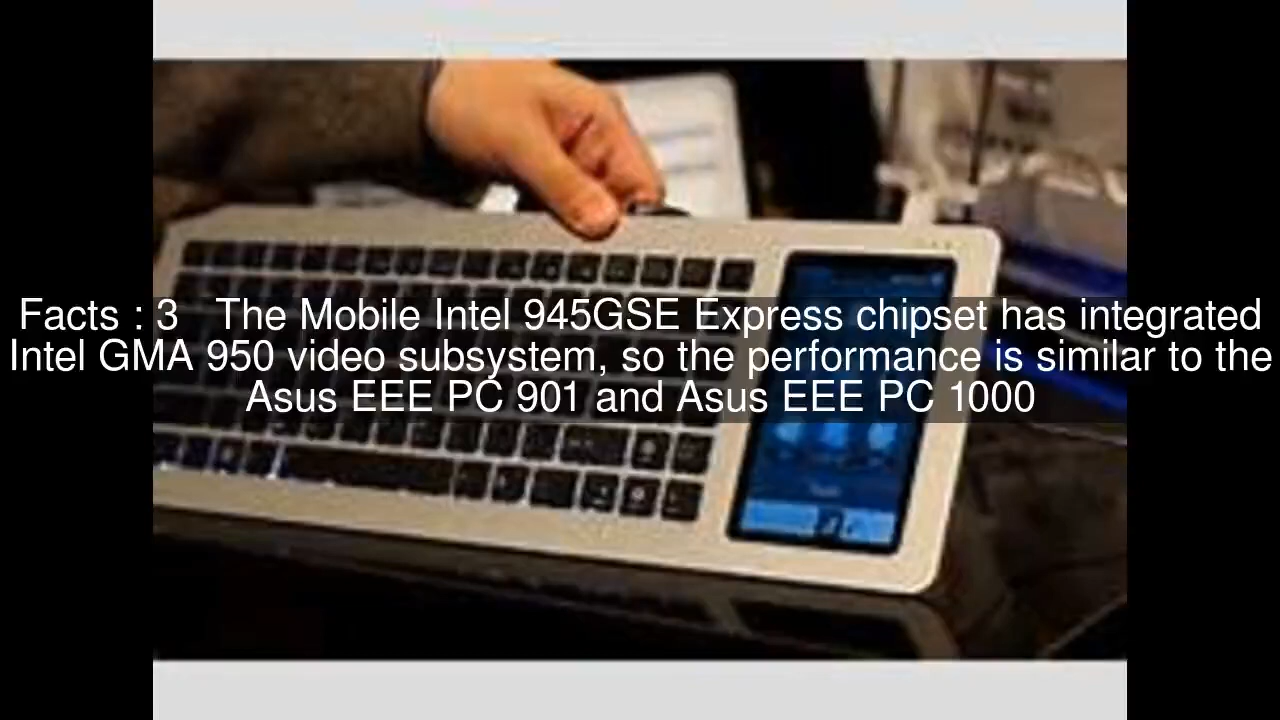 Facts : 3   The Mobile Intel 945GSE Express chipset has integrated
Intel GMA 950 video subsystem, so the performance is similar to the
Asus EEE PC 901 and Asus EEE PC 1000